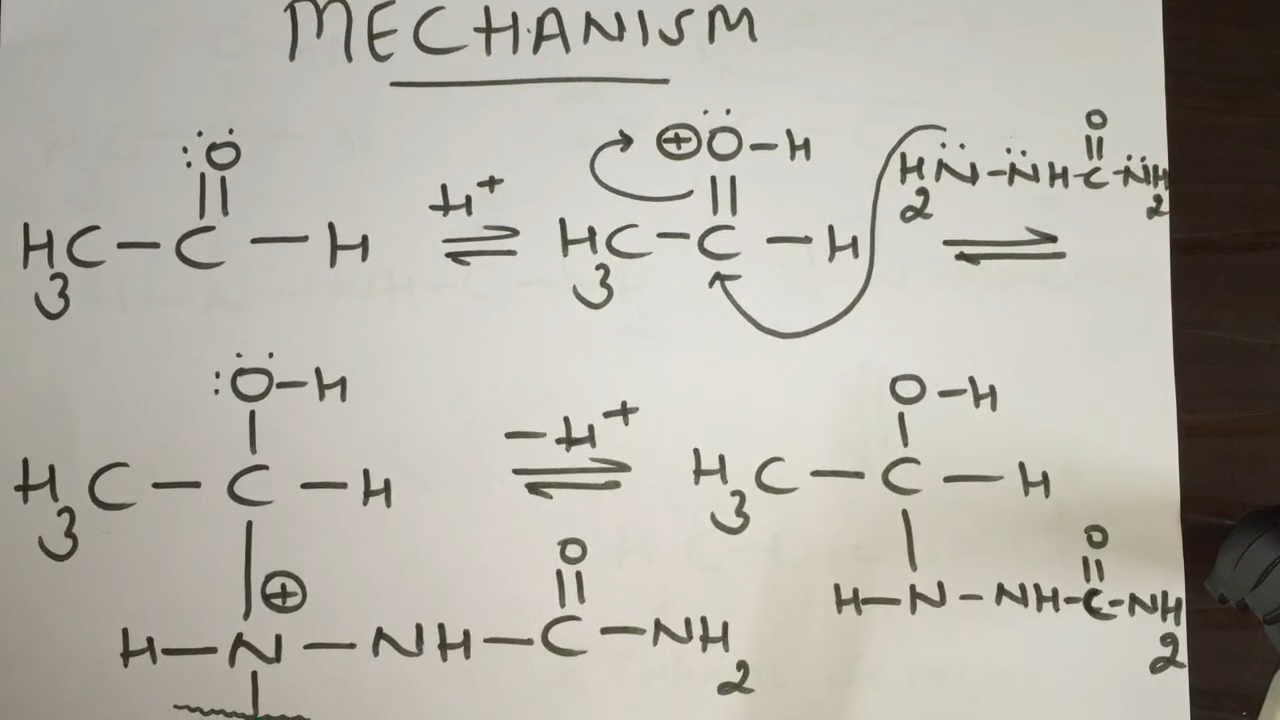 MECHANISM
:Ö H⁺ ⊕Ö-H O
|| ⇌ || ||
H₃C-C-H H₃C-C-H H₂N̈-N̈H-C-N̈H₂ ⇌
:Ö-H -H⁺ O-H
| ⇌ |
H₃C-C-H H₃C-C-H
| ⊕ O | O
|| ||
H-N-NH-C-NH₂ H-N-NH-C-NH₂
|